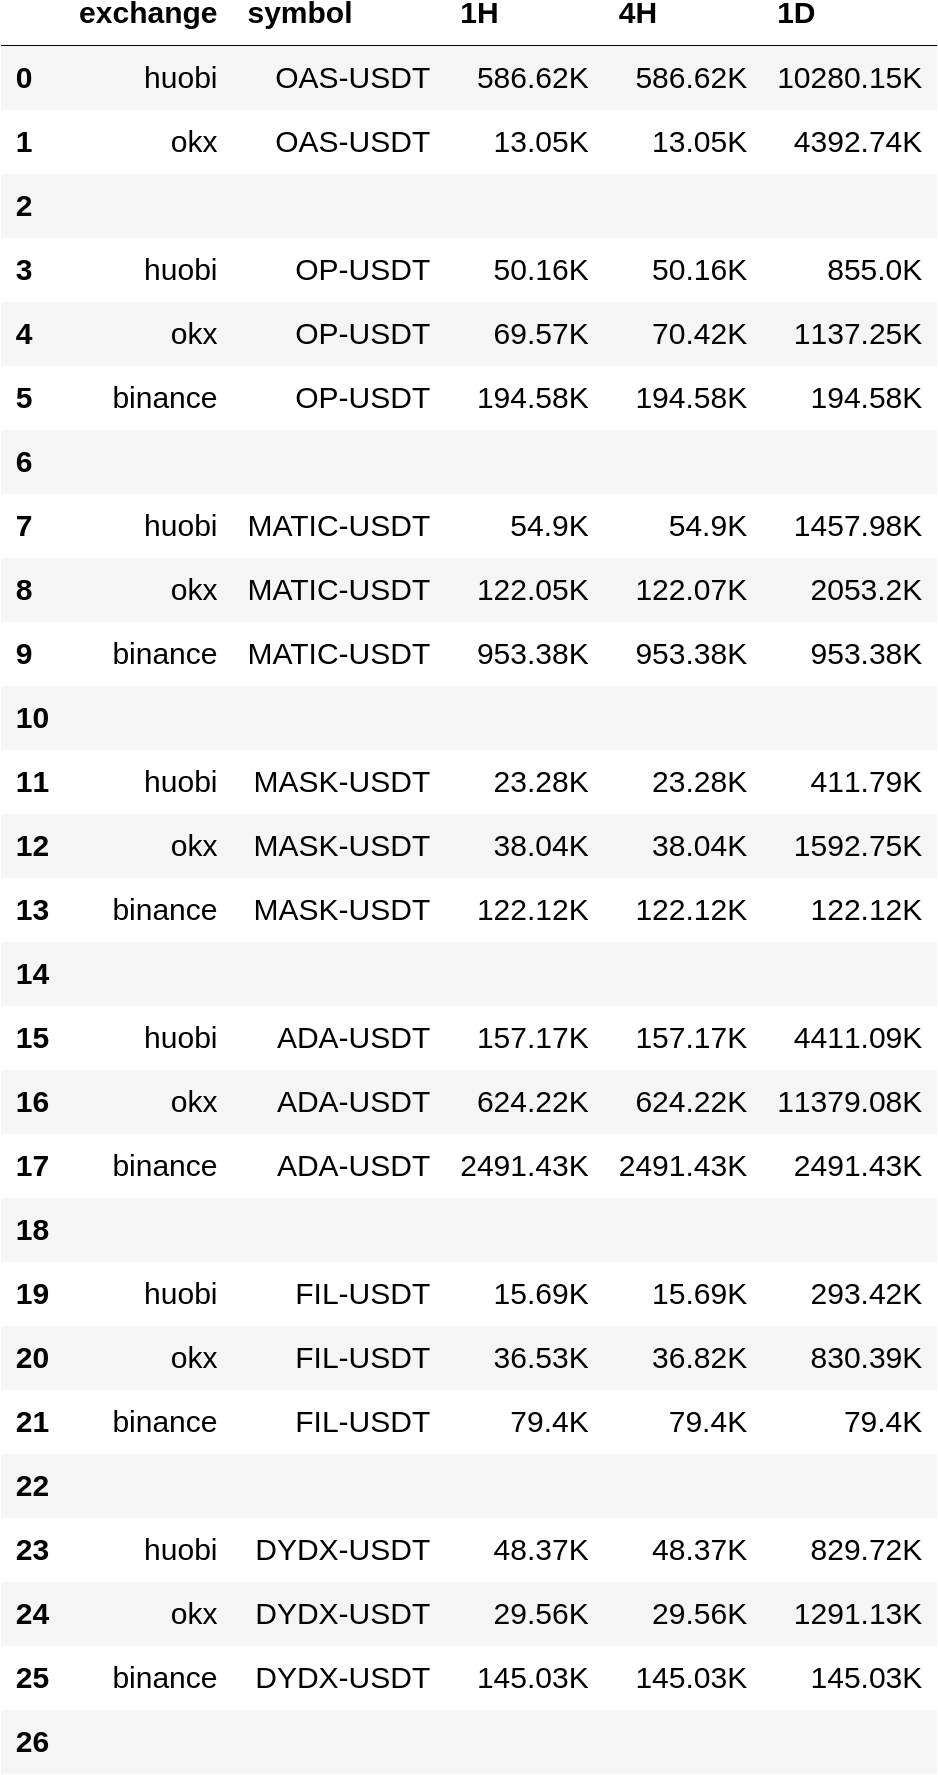 exchange symbol 1H 4H 1D
0 huobi OAS-USDT 586.62K 586.62K 10280.15K
1 okx OAS-USDT 13.05K 13.05K 4392.74K
2
3 huobi OP-USDT 50.16K 50.16K 855.0K
4 okx OP-USDT 69.57K 70.42K 1137.25K
5 binance OP-USDT 194.58K 194.58K 194.58K
6
7 huobi MATIC-USDT 54.9K 54.9K 1457.98K
8 okx MATIC-USDT 122.05K 122.07K 2053.2K
9 binance MATIC-USDT 953.38K 953.38K 953.38K
10
11 huobi MASK-USDT 23.28K 23.28K 411.79K
12 okx MASK-USDT 38.04K 38.04K 1592.75K
13 binance MASK-USDT 122.12K 122.12K 122.12K
14
15 huobi ADA-USDT 157.17K 157.17K 4411.09K
16 okx ADA-USDT 624.22K 624.22K 11379.08K
17 binance ADA-USDT 2491.43K 2491.43K 2491.43K
18
19 huobi FIL-USDT 15.69K 15.69K 293.42K
20 okx FIL-USDT 36.53K 36.82K 830.39K
21 binance FIL-USDT 79.4K 79.4K 79.4K
22
23 huobi DYDX-USDT 48.37K 48.37K 829.72K
24 okx DYDX-USDT 29.56K 29.56K 1291.13K
25 binance DYDX-USDT 145.03K 145.03K 145.03K
26